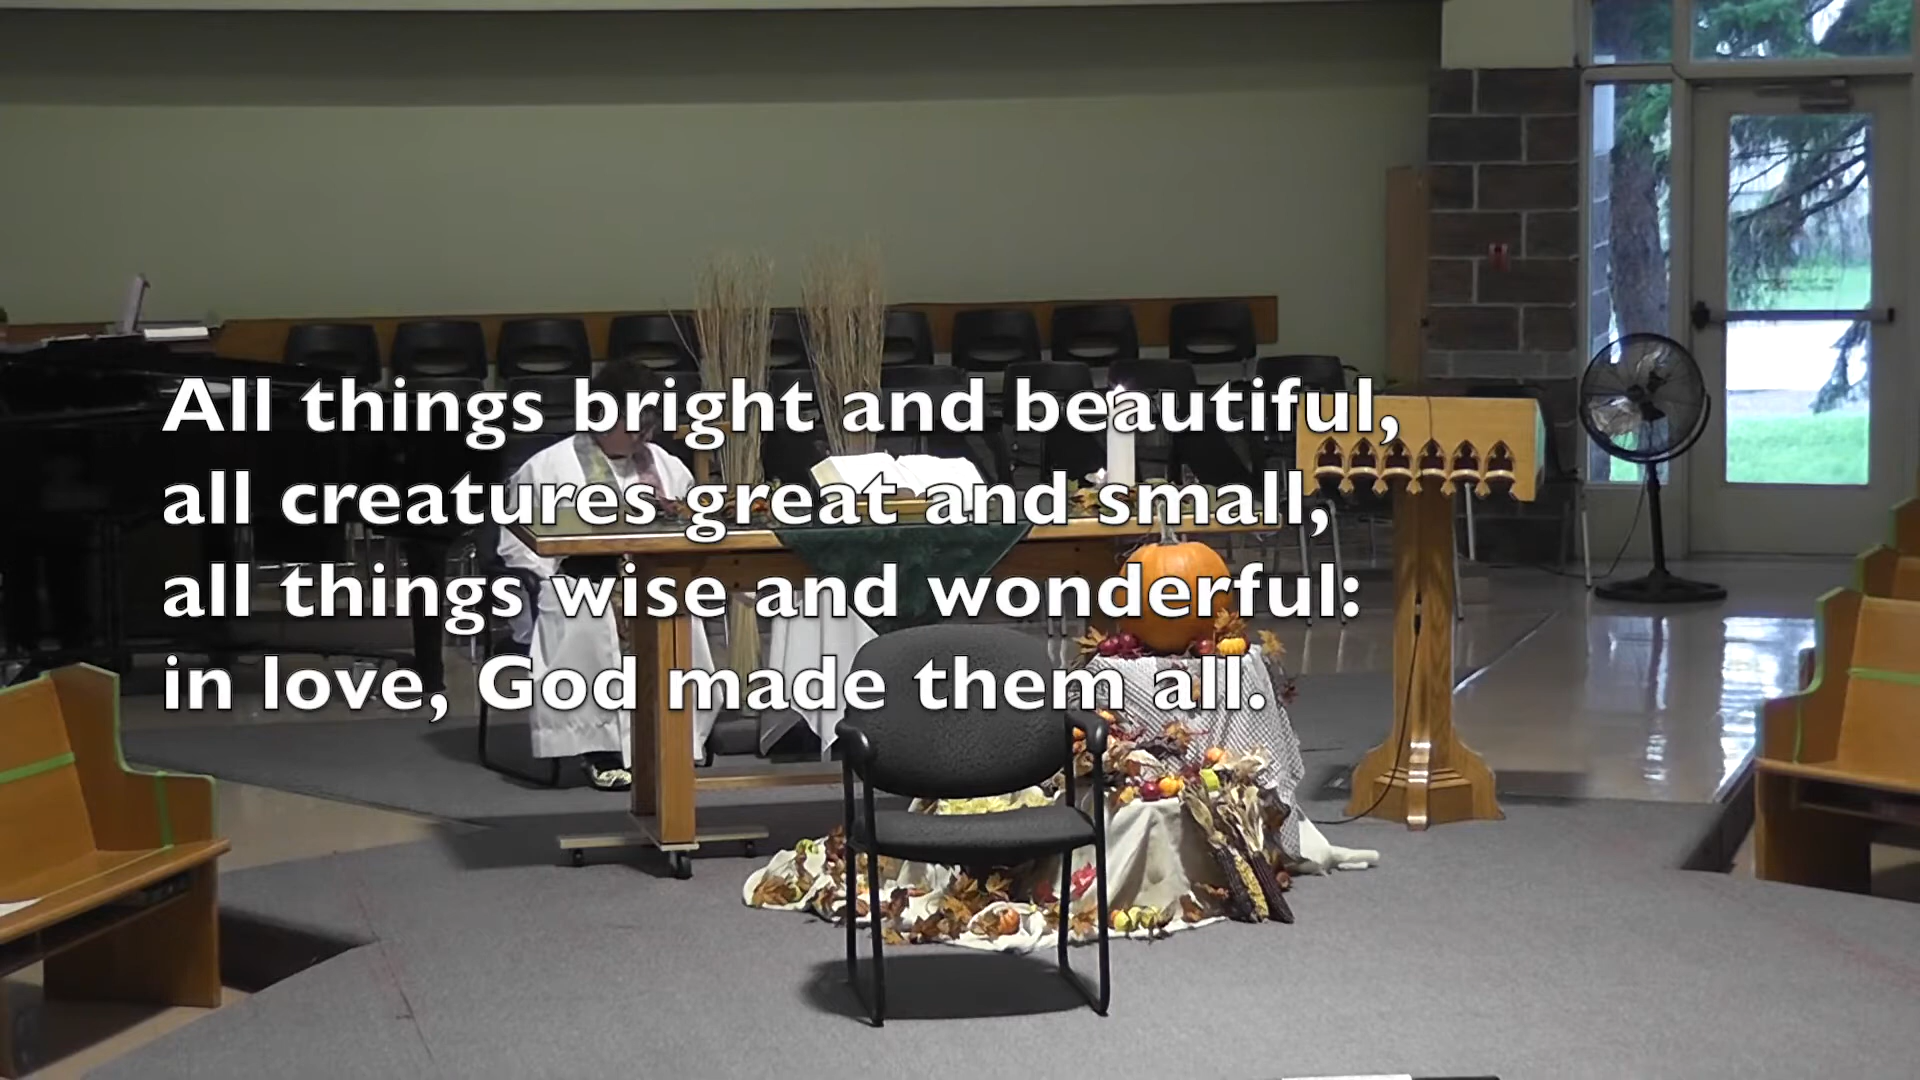 All things bright and beautiful,
all creatures great and small,
all things wise and wonderful:
in love, God made them all.